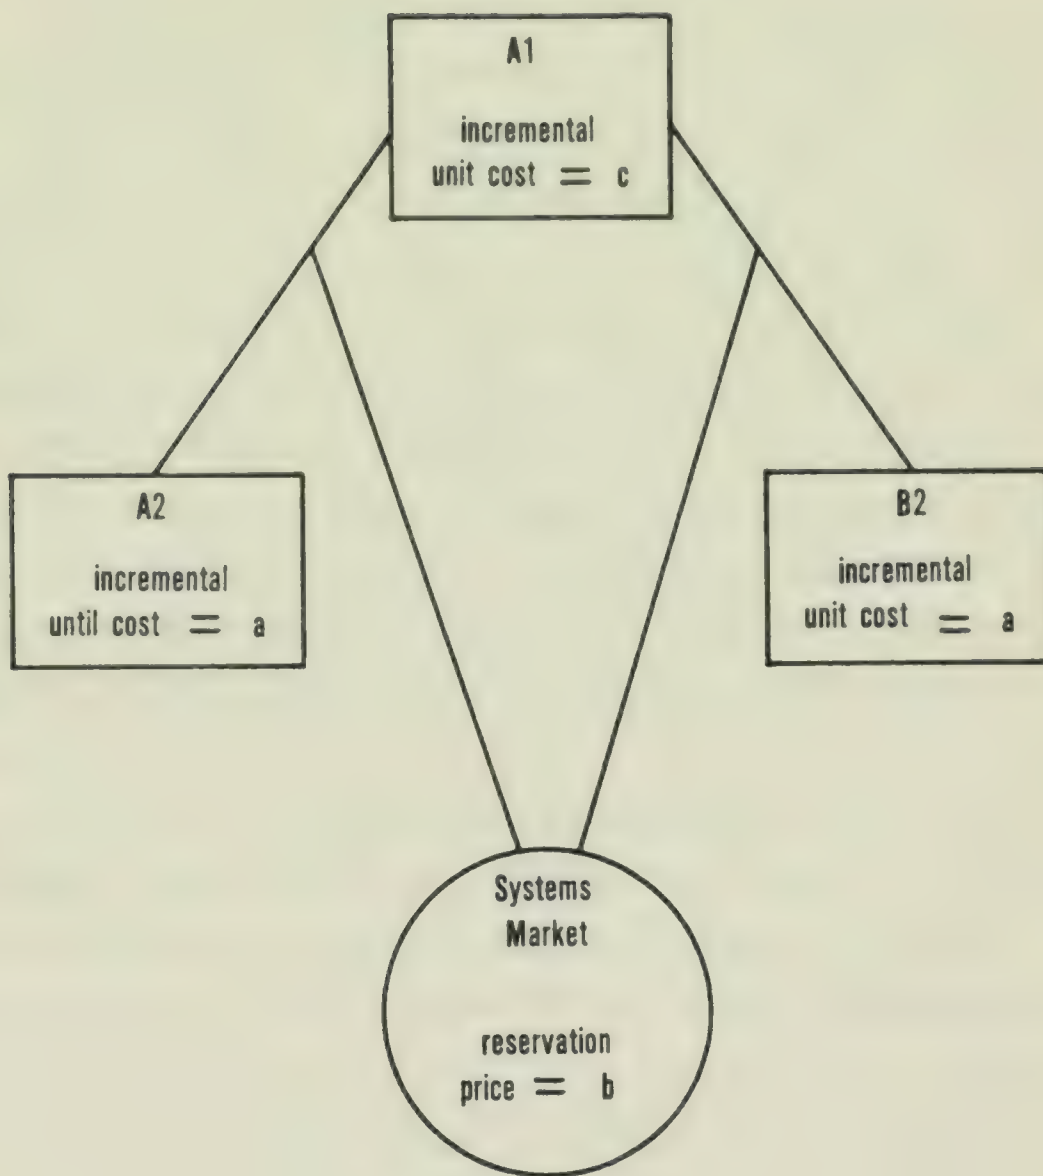 A1
incremental
unit cost = c
A2
incremental
until cost = a
B2
incremental
unit cost = a
Systems
Market
reservation
price = b